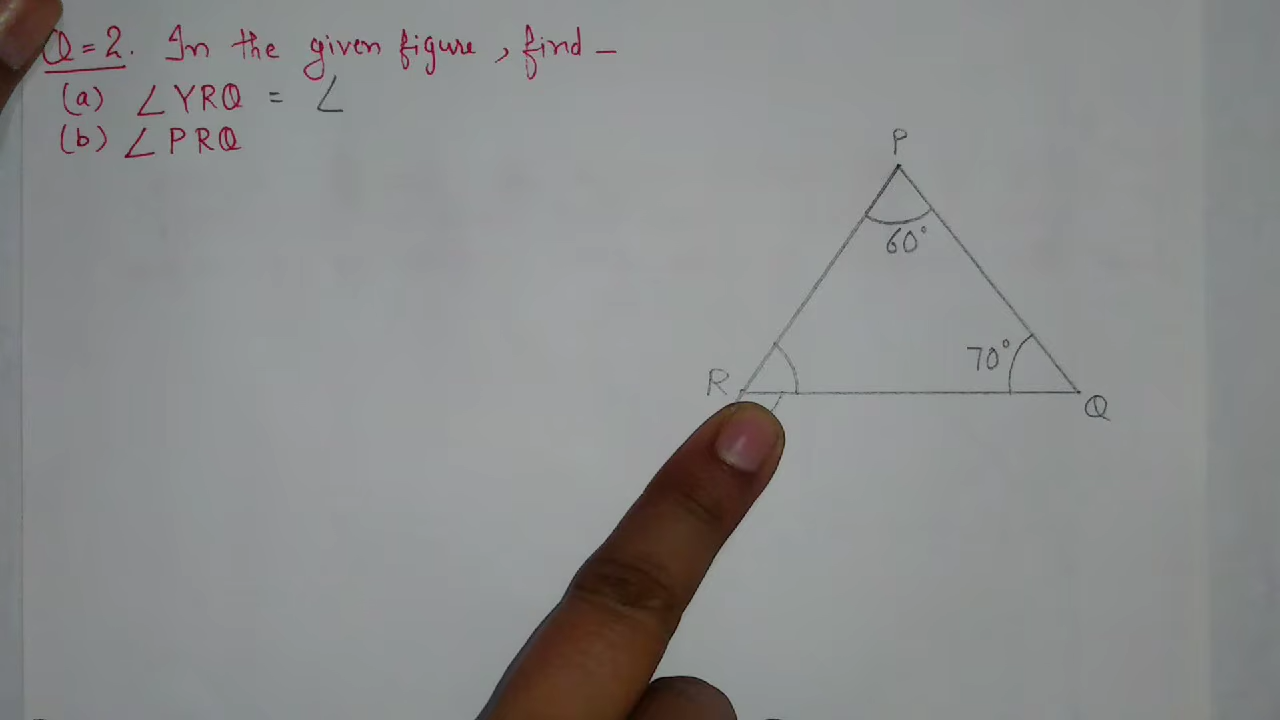 Q=2. In the given figure, find –
(a) ∠YRQ = ∠
(b) ∠PRQ
P
60°
70°
R
Q